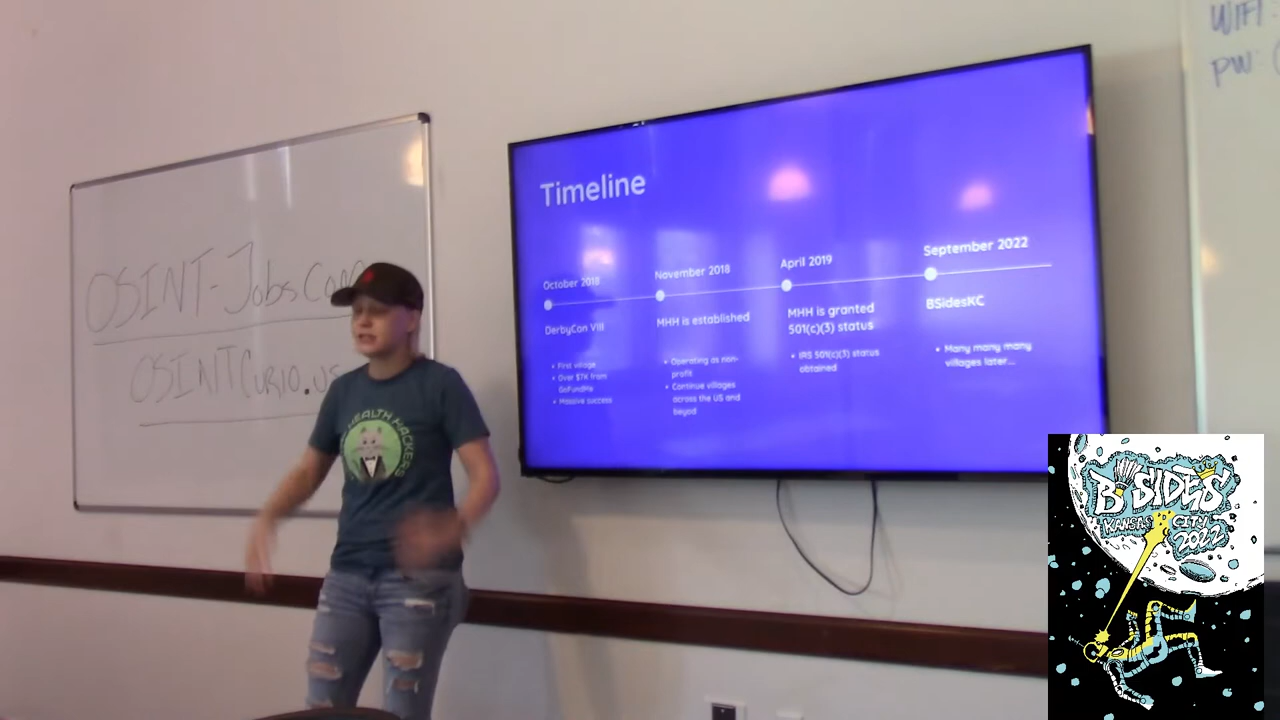 WIFI
PW:
OSINT-Jobs
OSINTCurio.us
HEALTH HACKERS
Timeline
October 2018
DerbyCon VIII
• First village
• Over $7K from
GoFundMe
• Massive success
November 2018
MHH is established
• Operating as non-
profit
• Continue villages
across the US and
beyod
April 2019
MHH is granted
501(c)(3) status
• IRS 501(c)(3) status
obtained
September 2022
BSidesKC
• Many many many
villages later...
B-SIDES
KANSAS CITY
2022